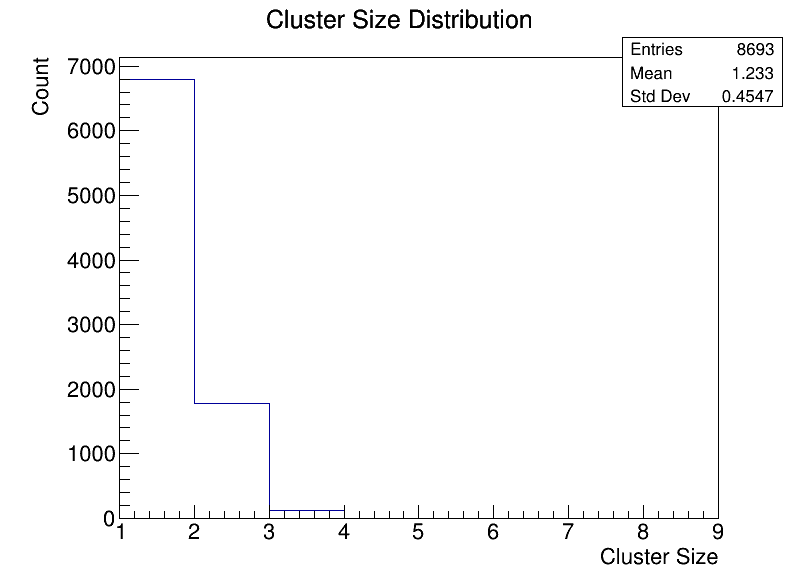 Cluster Size Distribution
Entries 8693
Mean 1.233
Std Dev 0.4547
Count
7000
6000
5000
4000
3000
2000
1000
0
1 2 3 4 5 6 7 8 9
Cluster Size